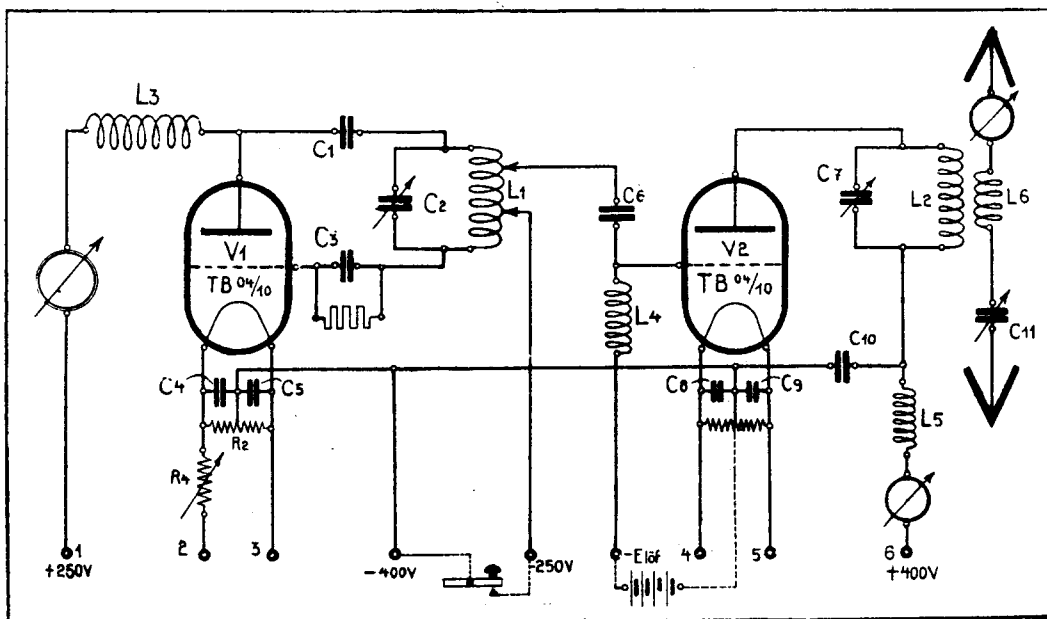 L3
C1
C2
L1
C3
V1
TB 04/10
C4
C5
R2
R4
C6
L4
V2
TB 04/10
C7
L2
L6
C8
C9
C10
C11
L5
1
+250V
2
3
-400V
-250V
-Elöf
4
5
6
+400V